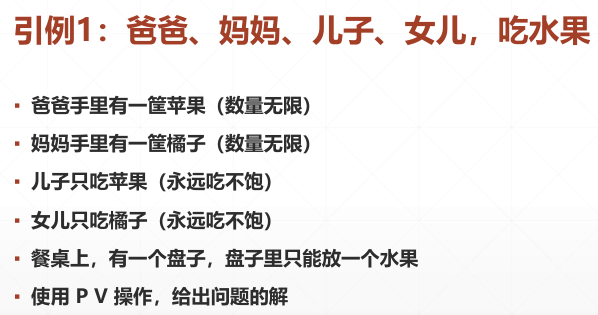 引例1：爸爸、妈妈、儿子、女儿，吃水果
▪ 爸爸手里有一筐苹果（数量无限）
▪ 妈妈手里有一筐橘子（数量无限）
▪ 儿子只吃苹果（永远吃不饱）
▪ 女儿只吃橘子（永远吃不饱）
▪ 餐桌上，有一个盘子，盘子里只能放一个水果
▪ 使用 P V 操作，给出问题的解